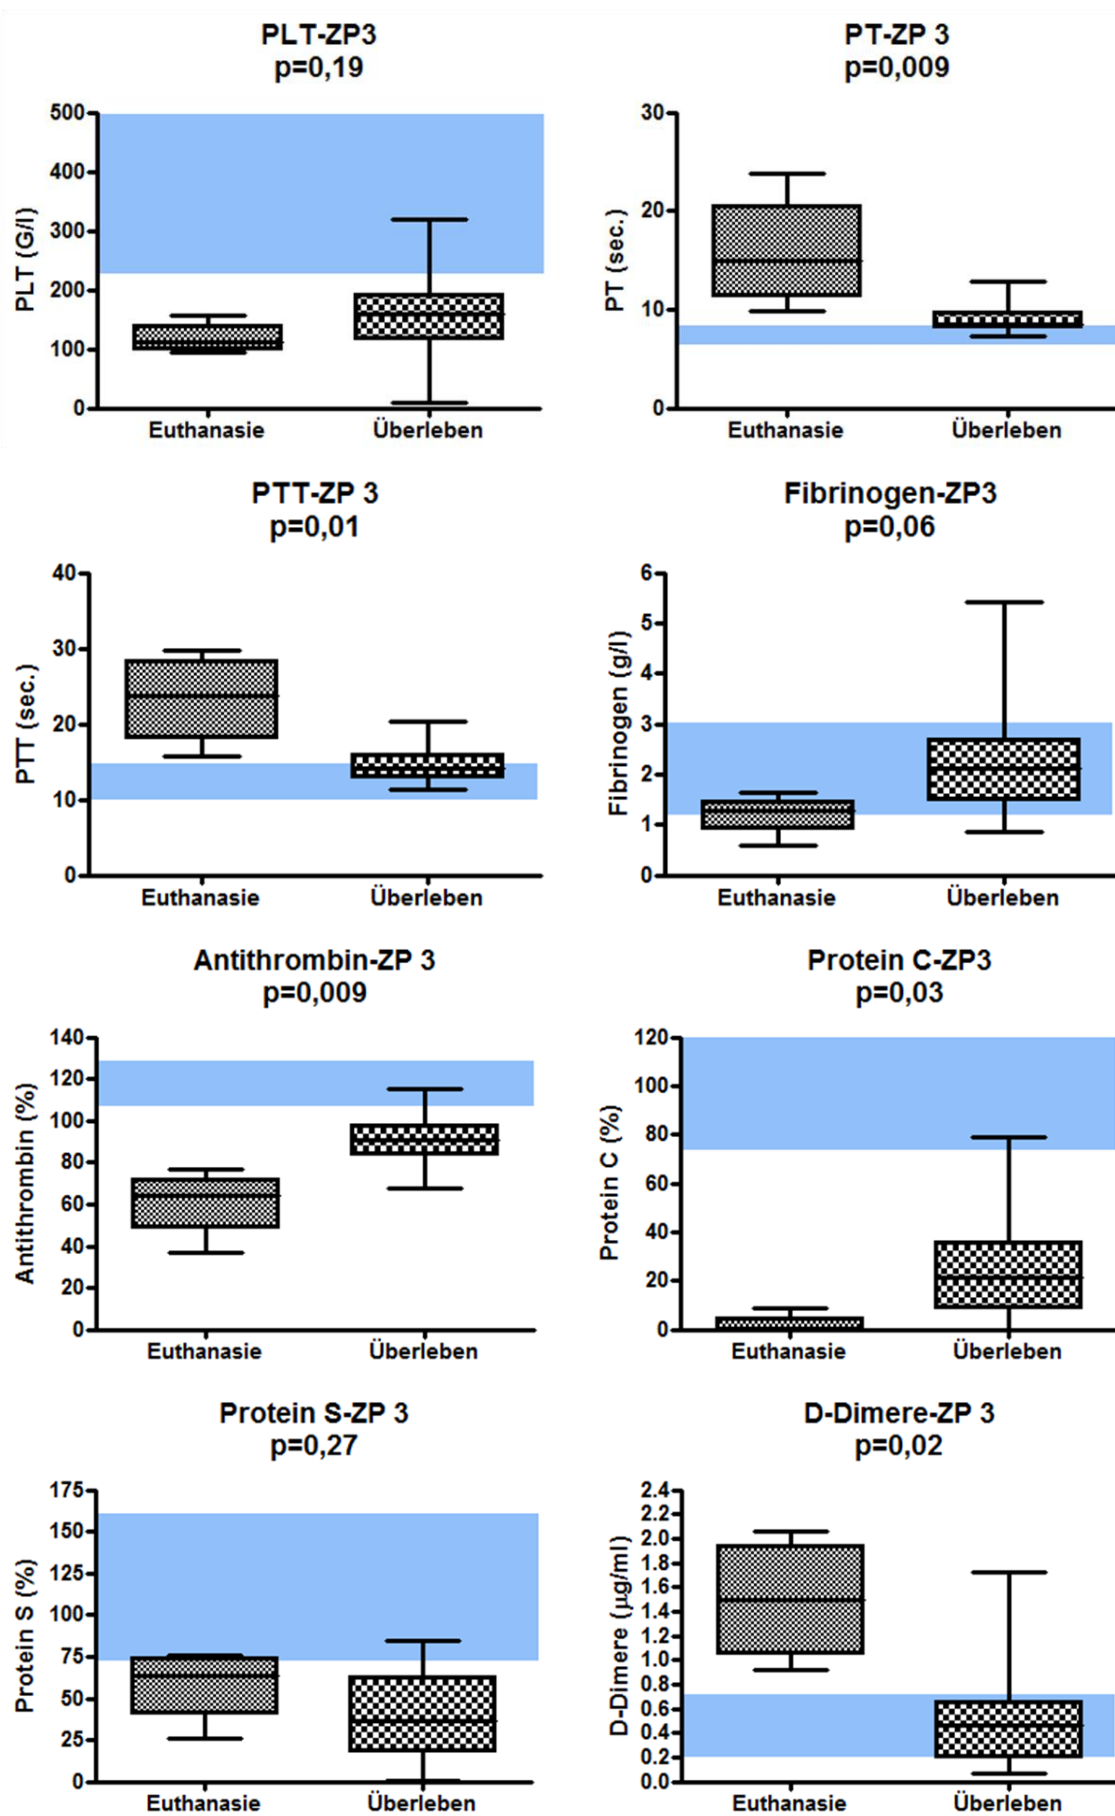 PLT-ZP3
p=0,19
PLT (G/l)
500
400
300
200
100
0
Euthanasie Überleben
PT-ZP 3
p=0,009
PT (sec.)
30
20
10
0
Euthanasie Überleben
PTT-ZP 3
p=0,01
PTT (sec.)
40
30
20
10
0
Euthanasie Überleben
Fibrinogen-ZP3
p=0,06
Fibrinogen (g/l)
6
5
4
3
2
1
0
Euthanasie Überleben
Antithrombin-ZP 3
p=0,009
Antithrombin (%)
140
120
100
80
60
40
20
0
Euthanasie Überleben
Protein C-ZP3
p=0,03
Protein C (%)
120
100
80
60
40
20
0
Euthanasie Überleben
Protein S-ZP 3
p=0,27
Protein S (%)
175
150
125
100
75
50
25
0
Euthanasie Überleben
D-Dimere-ZP 3
p=0,02
D-Dimere (µg/ml)
2.4
2.2
2.0
1.8
1.6
1.4
1.2
1.0
0.8
0.6
0.4
0.2
0.0
Euthanasie Überleben